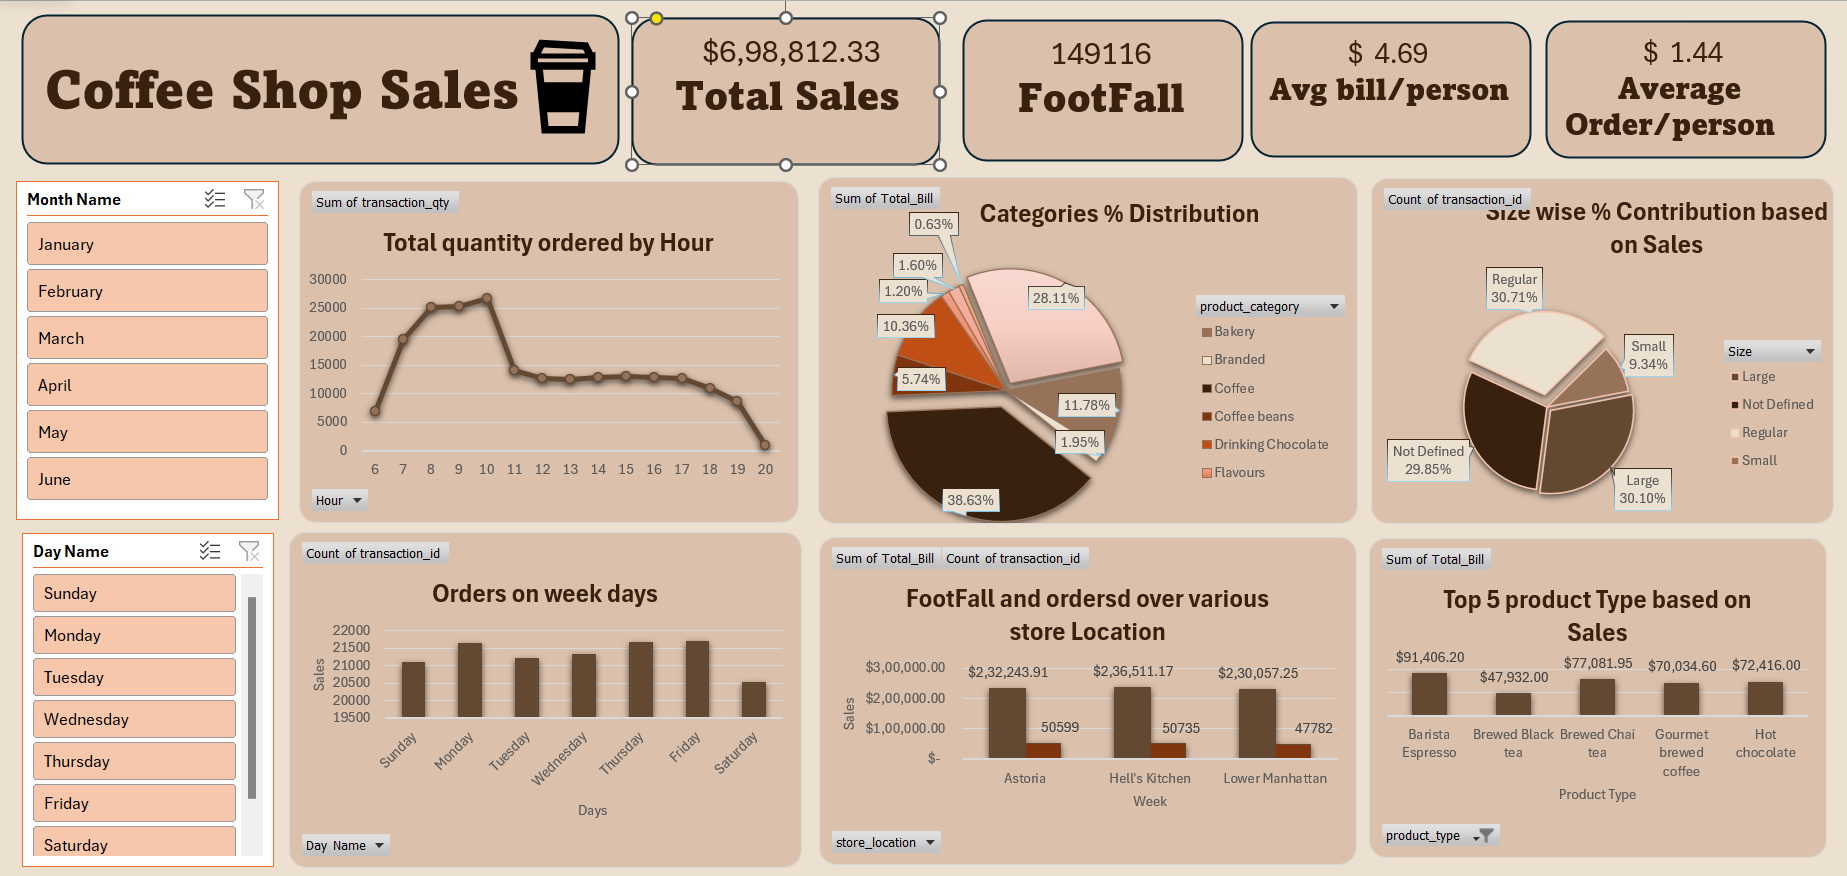 Coffee Shop Sales
$6,98,812.33
Total Sales
149116
FootFall
$ 4.69
Avg bill/person
$ 1.44
Average
Order/person
Month Name
January
February
March
April
May
June
Sum of transaction_qty
Total quantity ordered by Hour
30000
25000
20000
15000
10000
5000
0
6 7 8 9 10 11 12 13 14 15 16 17 18 19 20
Hour
Sum of Total_Bill
Categories % Distribution
0.63%
1.60%
1.20%
10.36%
5.74%
38.63%
28.11%
11.78%
1.95%
product_category
Bakery
Branded
Coffee
Coffee beans
Drinking Chocolate
Flavours
Count of transaction_id
Size wise % Contribution based
on Sales
Regular
30.71%
Small
9.34%
Not Defined
29.85%
Large
30.10%
Size
Large
Not Defined
Regular
Small
Day Name
Sunday
Monday
Tuesday
Wednesday
Thursday
Friday
Saturday
Count of transaction_id
Orders on week days
Sales
22000
21500
21000
20500
20000
19500
Sunday Monday Tuesday Wednesday Thursday Friday Saturday
Days
Day Name
Sum of Total_Bill Count of transaction_id
FootFall and ordersd over various
store Location
Sales
$3,00,000.00
$2,00,000.00
$1,00,000.00
$-
$2,32,243.91 $2,36,511.17 $2,30,057.25
50599 50735 47782
Astoria Hell's Kitchen Lower Manhattan
Week
store_location
Sum of Total_Bill
Top 5 product Type based on
Sales
$91,406.20 $47,932.00 $77,081.95 $70,034.60 $72,416.00
Barista Brewed Black Brewed Chai Gourmet Hot
Espresso tea tea brewed chocolate
coffee
Product Type
product_type